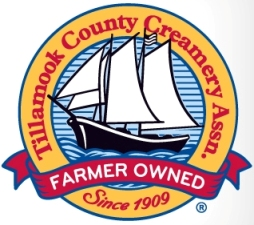 Tillamook County Creamery Assn.
FARMER OWNED
Since 1909
®